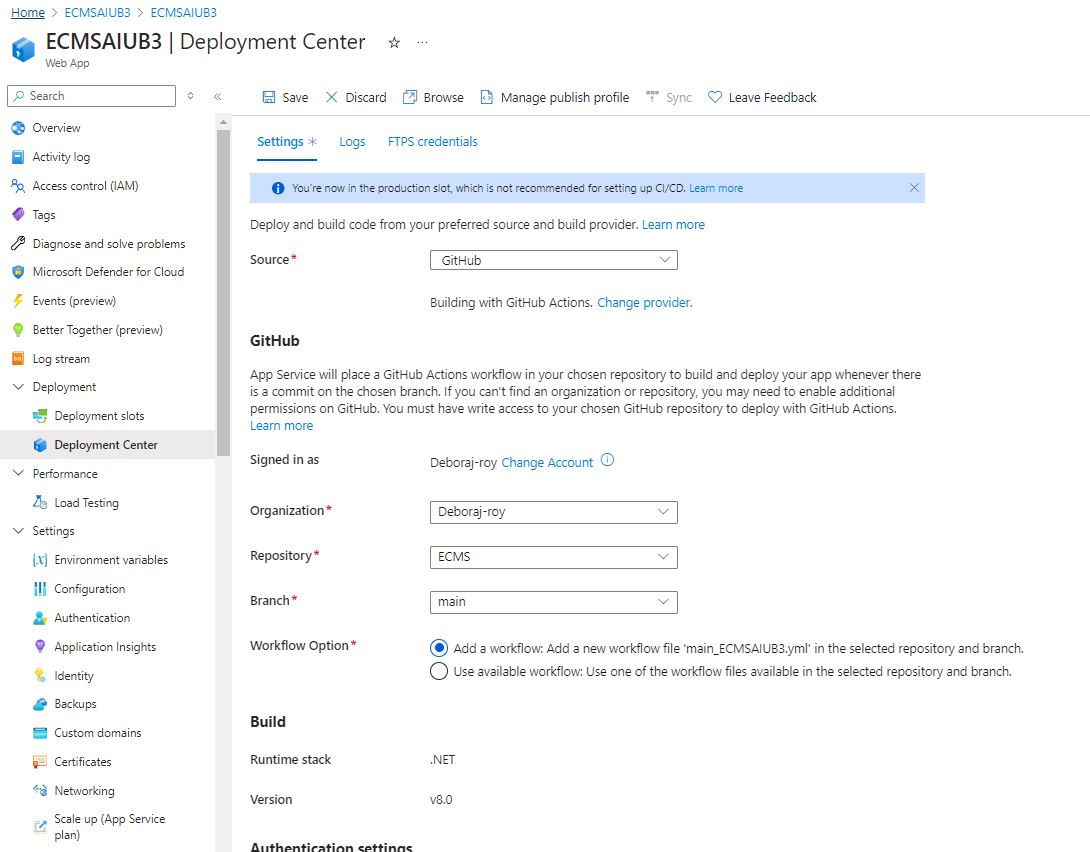 Home > ECMSAIUB3 > ECMSAIUB3
ECMSAIUB3 | Deployment Center ☆ ...
Web App
Search
Overview
Activity log
Access control (IAM)
Tags
Diagnose and solve problems
Microsoft Defender for Cloud
Events (preview)
Better Together (preview)
Log stream
Deployment
Deployment slots
Deployment Center
Performance
Load Testing
Settings
Environment variables
Configuration
Authentication
Application Insights
Identity
Backups
Custom domains
Certificates
Networking
Scale up (App Service
plan)
Save Discard Browse Manage publish profile Sync Leave Feedback
Settings * Logs FTPS credentials
You're now in the production slot, which is not recommended for setting up CI/CD. Learn more
Deploy and build code from your preferred source and build provider. Learn more
Source* GitHub
Building with GitHub Actions. Change provider.
GitHub
App Service will place a GitHub Actions workflow in your chosen repository to build and deploy your app whenever there
is a commit on the chosen branch. If you can't find an organization or repository, you may need to enable additional
permissions on GitHub. You must have write access to your chosen GitHub repository to deploy with GitHub Actions.
Learn more
Signed in as Deboraj-roy Change Account
Organization* Deboraj-roy
Repository* ECMS
Branch* main
Workflow Option* Add a workflow: Add a new workflow file 'main_ECMSAIUB3.yml' in the selected repository and branch.
Use available workflow: Use one of the workflow files available in the selected repository and branch.
Build
Runtime stack .NET
Version v8.0
Authentication settings